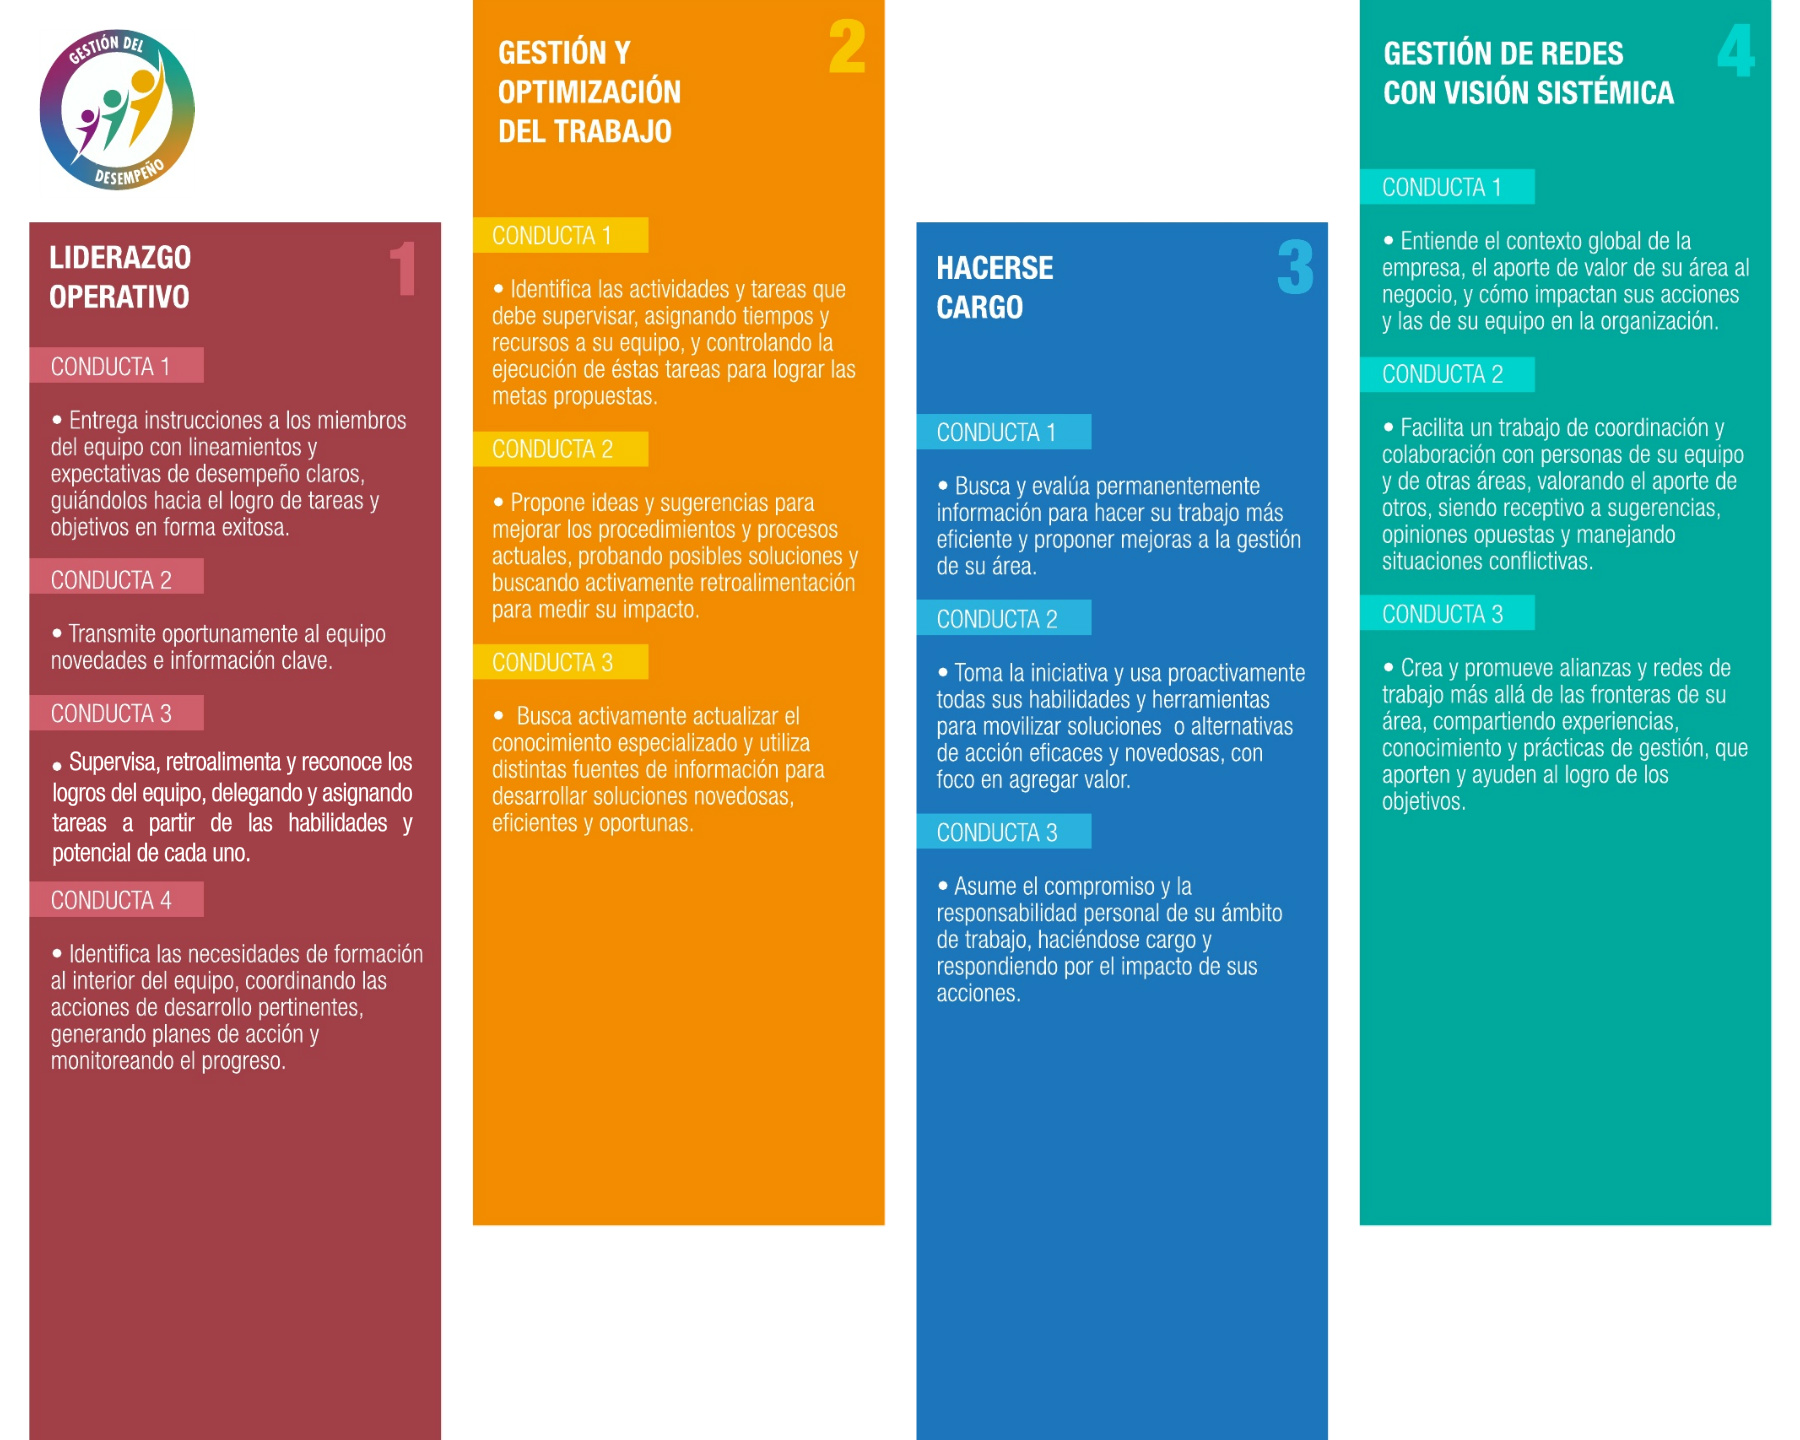 GESTIÓN DEL
DESEMPEÑO
LIDERAZGO
OPERATIVO
1
CONDUCTA 1
• Entrega instrucciones a los miembros
del equipo con lineamientos y
expectativas de desempeño claros,
guiándolos hacia el logro de tareas y
objetivos en forma exitosa.
CONDUCTA 2
• Transmite oportunamente al equipo
novedades e información clave.
CONDUCTA 3
• Supervisa, retroalimenta y reconoce los
logros del equipo, delegando y asignando
tareas a partir de las habilidades y
potencial de cada uno.
CONDUCTA 4
• Identifica las necesidades de formación
al interior del equipo, coordinando las
acciones de desarrollo pertinentes,
generando planes de acción y
monitoreando el progreso.
GESTIÓN Y
OPTIMIZACIÓN
DEL TRABAJO
2
CONDUCTA 1
• Identifica las actividades y tareas que
debe supervisar, asignando tiempos y
recursos a su equipo, y controlando la
ejecución de éstas tareas para lograr las
metas propuestas.
CONDUCTA 2
• Propone ideas y sugerencias para
mejorar los procedimientos y procesos
actuales, probando posibles soluciones y
buscando activamente retroalimentación
para medir su impacto.
CONDUCTA 3
• Busca activamente actualizar el
conocimiento especializado y utiliza
distintas fuentes de información para
desarrollar soluciones novedosas,
eficientes y oportunas.
HACERSE
CARGO
3
CONDUCTA 1
• Busca y evalúa permanentemente
información para hacer su trabajo más
eficiente y proponer mejoras a la gestión
de su área.
CONDUCTA 2
• Toma la iniciativa y usa proactivamente
todas sus habilidades y herramientas
para movilizar soluciones o alternativas
de acción eficaces y novedosas, con
foco en agregar valor.
CONDUCTA 3
• Asume el compromiso y la
responsabilidad personal de su ámbito
de trabajo, haciéndose cargo y
respondiendo por el impacto de sus
acciones.
GESTIÓN DE REDES
CON VISIÓN SISTÉMICA
4
CONDUCTA 1
• Entiende el contexto global de la
empresa, el aporte de valor de su área al
negocio, y cómo impactan sus acciones
y las de su equipo en la organización.
CONDUCTA 2
• Facilita un trabajo de coordinación y
colaboración con personas de su equipo
y de otras áreas, valorando el aporte de
otros, siendo receptivo a sugerencias,
opiniones opuestas y manejando
situaciones conflictivas.
CONDUCTA 3
• Crea y promueve alianzas y redes de
trabajo más allá de las fronteras de su
área, compartiendo experiencias,
conocimiento y prácticas de gestión, que
aporten y ayuden al logro de los
objetivos.